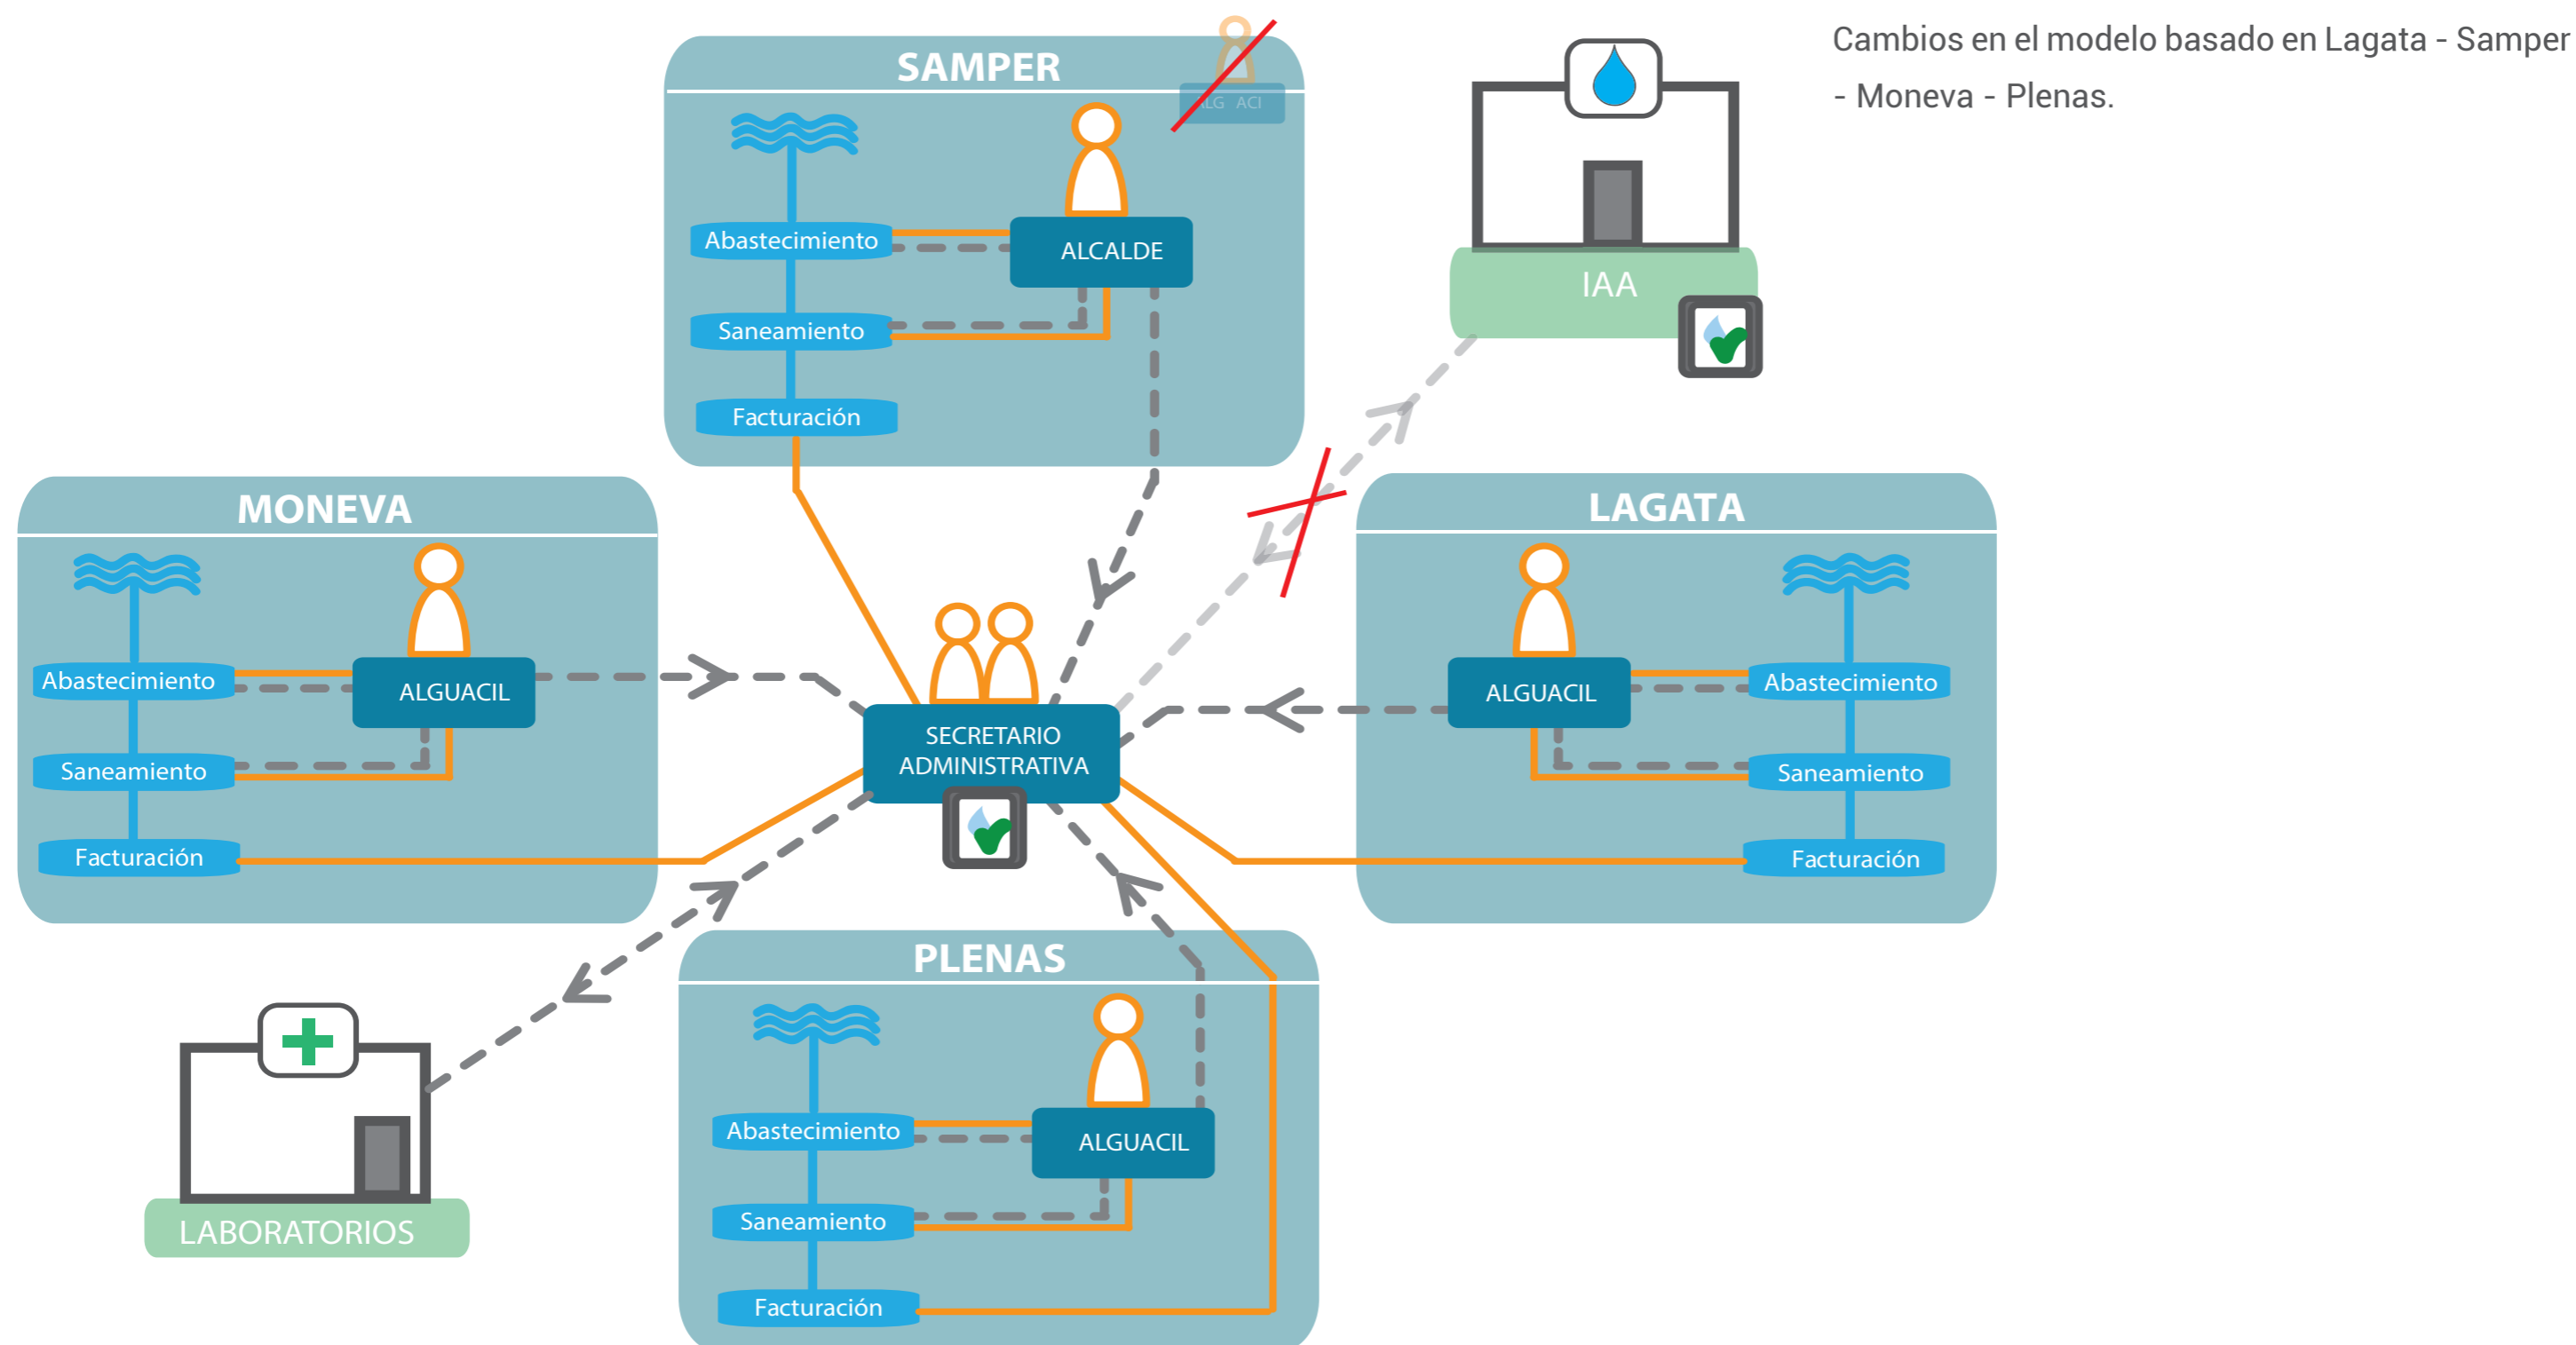 Cambios en el modelo basado en Lagata - Samper
- Moneva - Plenas.
SAMPER
Abastecimiento
ALCALDE
Saneamiento
Facturación
IAA
MONEVA
Abastecimiento
ALGUACIL
Saneamiento
Facturación
LAGATA
ALGUACIL
Abastecimiento
Saneamiento
Facturación
SECRETARIO
ADMINISTRATIVA
PLENAS
Abastecimiento
ALGUACIL
Saneamiento
Facturación
LABORATORIOS